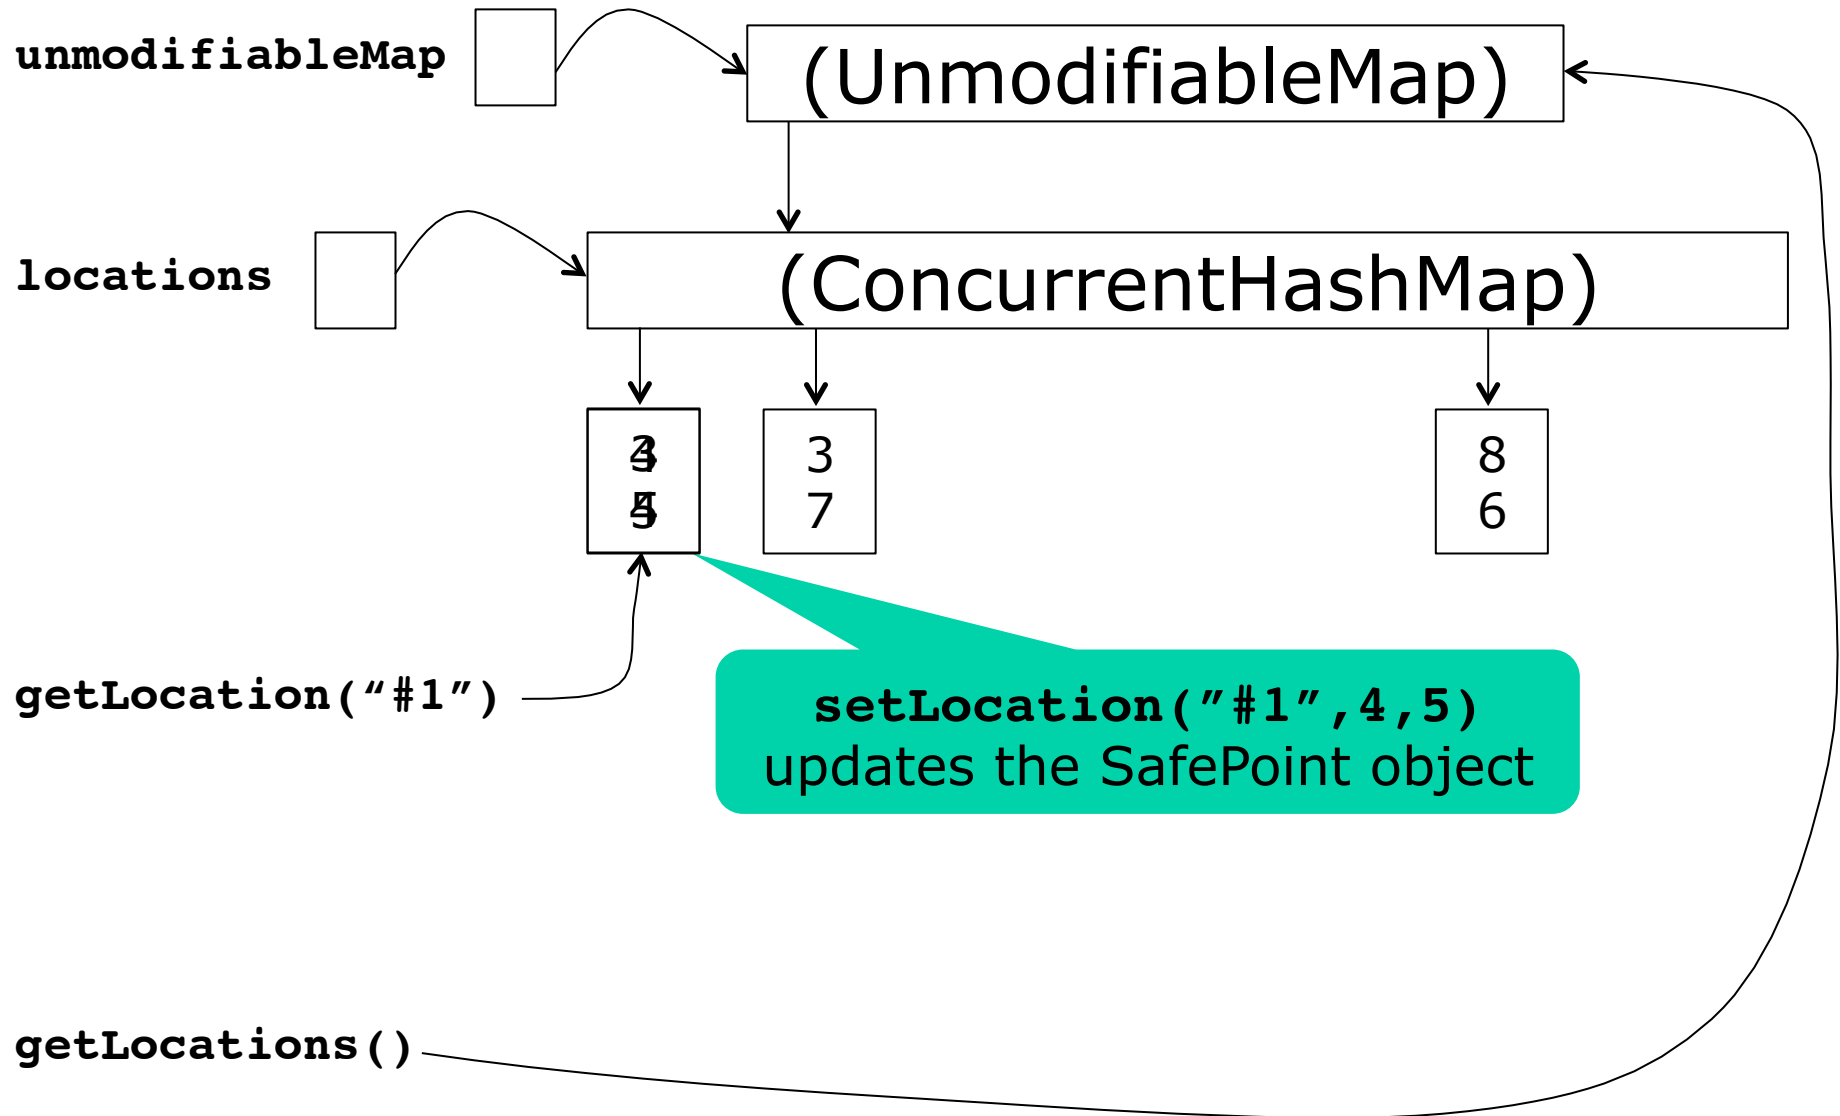 unmodifiableMap
(UnmodifiableMap)
locations
(ConcurrentHashMap)
3
7
8
6
getLocation(“#1”)
setLocation(”#1”,4,5)
updates the SafePoint object
getLocations()